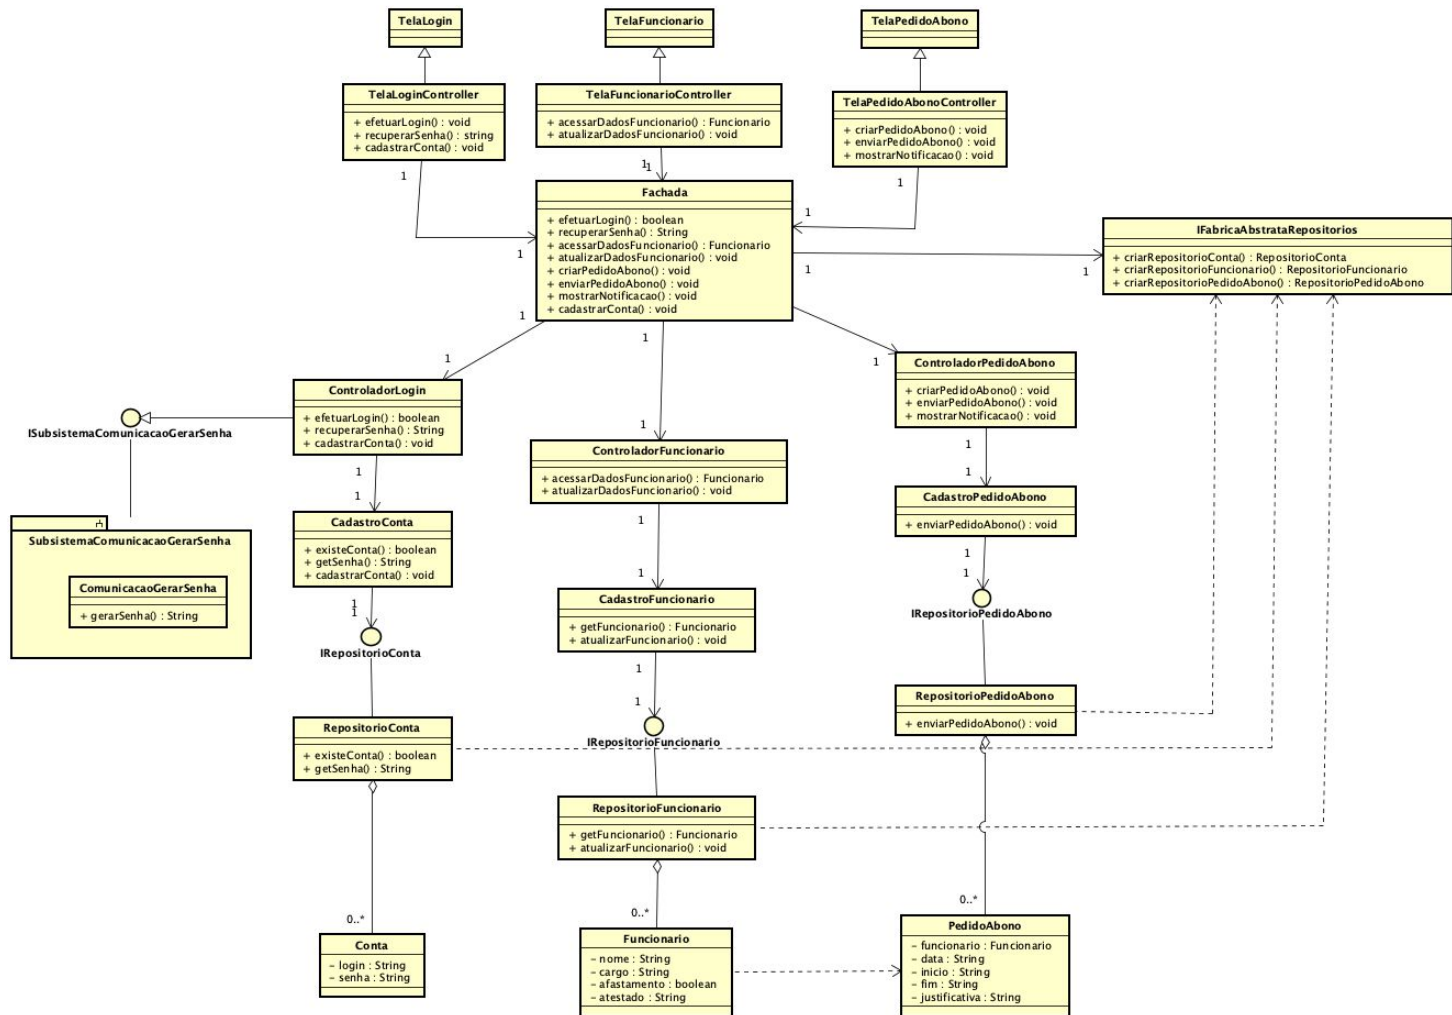 TelaLogin
TelaFuncionario
TelaPedidoAbono
TelaLoginController
+ efetuarLogin() : void
+ recuperarSenha() : string
+ cadastrarConta() : void
TelaFuncionarioController
+ acessarDadosFuncionario() : Funcionario
+ atualizarDadosFuncionario() : void
TelaPedidoAbonoController
+ criarPedidoAbono() : void
+ enviarPedidoAbono() : void
+ mostrarNotificacao() : void
1
1
1
1
1
1
Fachada
+ efetuarLogin() : boolean
+ recuperarSenha() : String
+ acessarDadosFuncionario() : Funcionario
+ atualizarDadosFuncionario() : void
+ criarPedidoAbono() : void
+ enviarPedidoAbono() : void
+ mostrarNotificacao() : void
+ cadastrarConta() : void
1
1
IFabricaAbstrataRepositorios
+ criarRepositorioConta() : RepositorioConta
+ criarRepositorioFuncionario() : RepositorioFuncionario
+ criarRepositorioPedidoAbono() : RepositorioPedidoAbono
1
1
1
1
1
ControladorLogin
+ efetuarLogin() : boolean
+ recuperarSenha() : String
+ cadastrarConta() : void
ISubsistemaComunicacaoGerarSenha
ControladorFuncionario
+ acessarDadosFuncionario() : Funcionario
+ atualizarDadosFuncionario() : void
ControladorPedidoAbono
+ criarPedidoAbono() : void
+ enviarPedidoAbono() : void
+ mostrarNotificacao() : void
1
1
1
1
1
1
SubsistemaComunicacaoGerarSenha
ComunicacaoGerarSenha
+ gerarSenha() : String
CadastroConta
+ existeConta() : boolean
+ getSenha() : String
+ cadastrarConta() : void
CadastroFuncionario
+ getFuncionario() : Funcionario
+ atualizarFuncionario() : void
CadastroPedidoAbono
+ enviarPedidoAbono() : void
1
1
1
1
1
1
IRepositorioConta
IRepositorioFuncionario
IRepositorioPedidoAbono
RepositorioConta
+ existeConta() : boolean
+ getSenha() : String
RepositorioFuncionario
+ getFuncionario() : Funcionario
+ atualizarFuncionario() : void
RepositorioPedidoAbono
+ enviarPedidoAbono() : void
0..*
0..*
0..*
Conta
- login : String
- senha : String
Funcionario
- nome : String
- cargo : String
- afastamento : boolean
- atestado : String
PedidoAbono
- funcionario : Funcionario
- data : String
- inicio : String
- fim : String
- justificativa : String